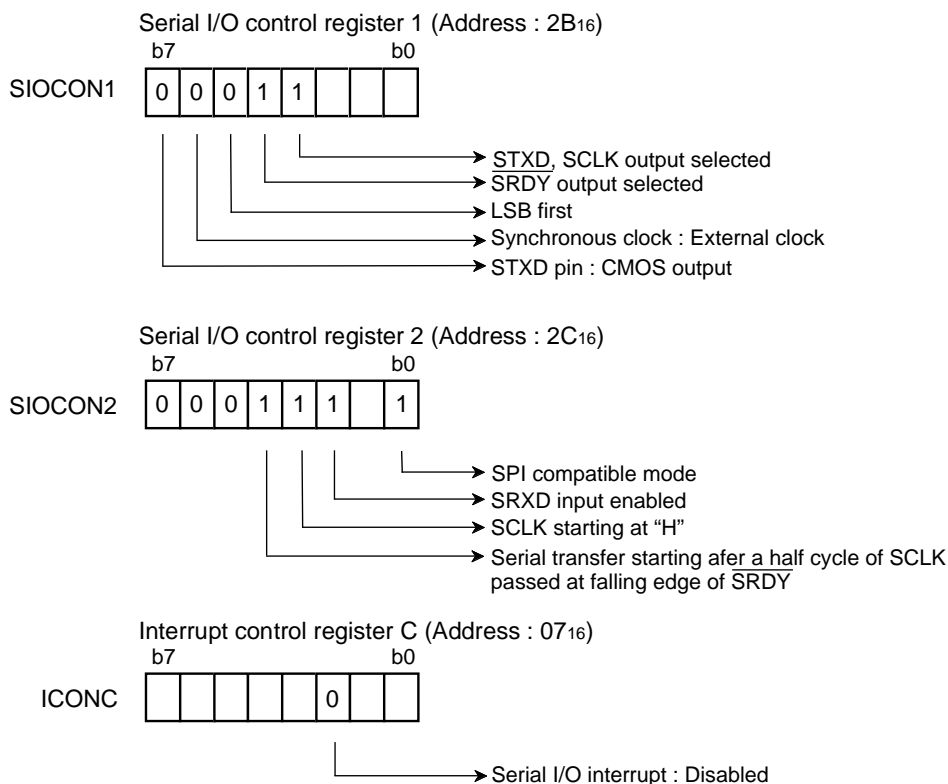 Serial I/O control register 1 (Address : 2B16)
b7 b0
SIOCON1 0 0 0 1 1
STXD, SCLK output selected
SRDY output selected
LSB first
Synchronous clock : External clock
STXD pin : CMOS output
Serial I/O control register 2 (Address : 2C16)
b7 b0
SIOCON2 0 0 0 1 1 1 1
SPI compatible mode
SRXD input enabled
SCLK starting at “H”
Serial transfer starting afer a half cycle of SCLK
passed at falling edge of SRDY
Interrupt control register C (Address : 0716)
b7 b0
ICONC 0
Serial I/O interrupt : Disabled